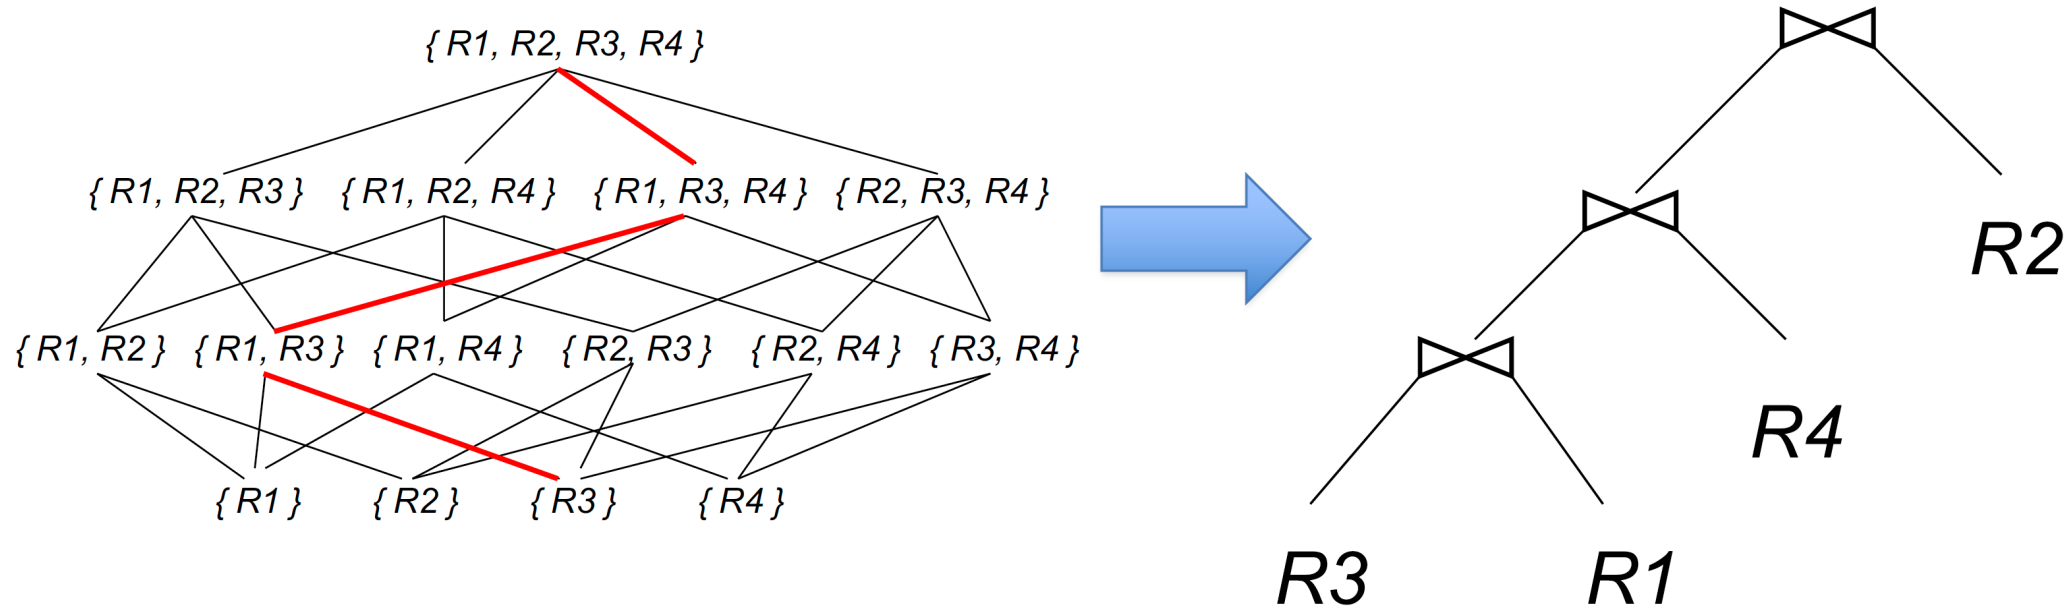 { R1, R2, R3, R4 }
{ R1, R2, R3 } { R1, R2, R4 } { R1, R3, R4 } { R2, R3, R4 }
{ R1, R2 } { R1, R3 } { R1, R4 } { R2, R3 } { R2, R4 } { R3, R4 }
{ R1 } { R2 } { R3 } { R4 }
R2
R4
R3 R1